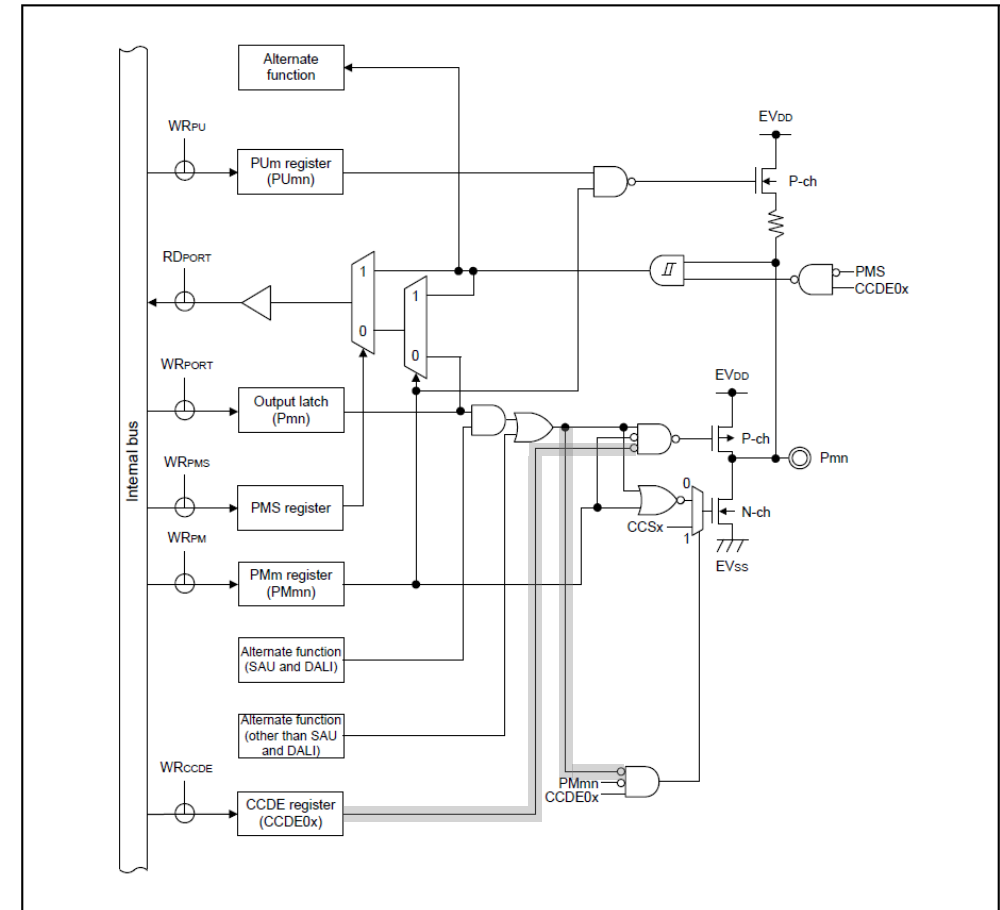 Alternate
function
WRPU
EVDD
PUm register
(PUmn)
P-ch
RDPORT
1
0
1
0
PMS
CCDE0x
WRPORT
EVDD
Output latch
(Pmn)
P-ch
Pmn
Internal bus
WRPMS
PMS register
0
CCSx
1
N-ch
EVSS
WRPM
PMm register
(PMmn)
Alternate function
(SAU and DALI)
Alternate function
(other than SAU
and DALI)
PMmn
CCDE0x
WRCCDE
CCDE register
(CCDE0x)